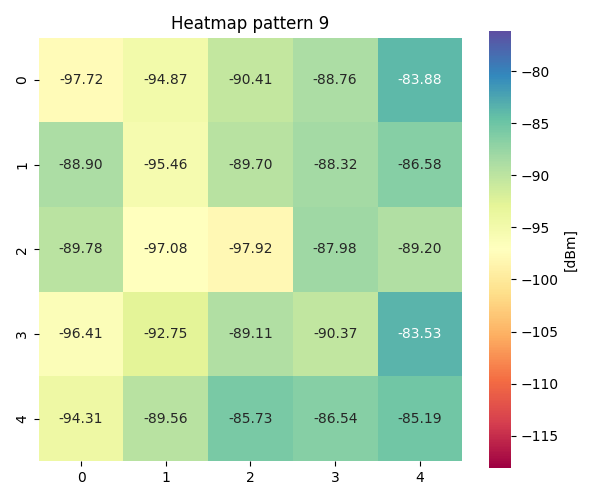 Heatmap pattern 9
0 -97.72 -94.87 -90.41 -88.76 -83.88
1 -88.90 -95.46 -89.70 -88.32 -86.58
2 -89.78 -97.08 -97.92 -87.98 -89.20
3 -96.41 -92.75 -89.11 -90.37 -83.53
4 -94.31 -89.56 -85.73 -86.54 -85.19
0 1 2 3 4
−80
−85
−90
−95
−100
−105
−110
−115
[dBm]